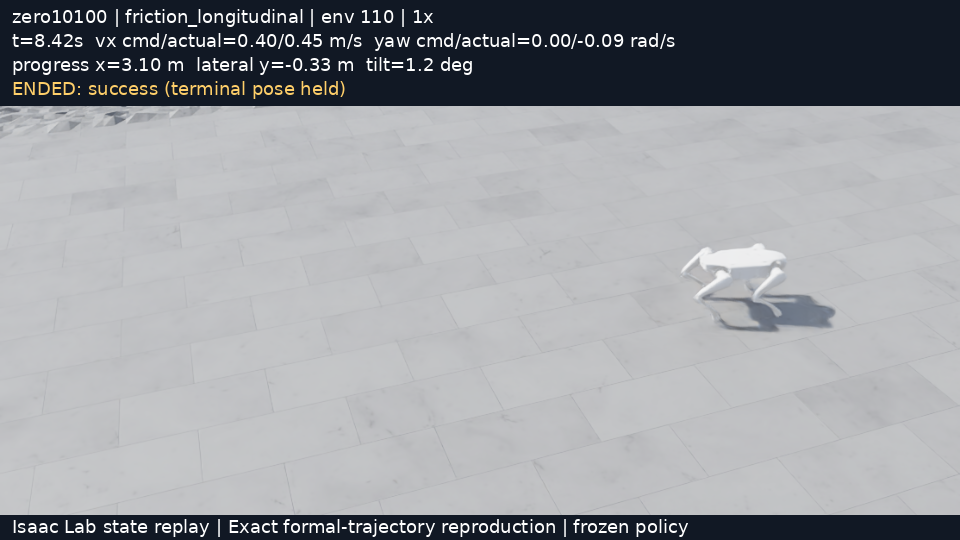 zero10100 | friction_longitudinal | env 110 | 1x
t=8.42s  vx cmd/actual=0.40/0.45 m/s  yaw cmd/actual=0.00/-0.09 rad/s
progress x=3.10 m  lateral y=-0.33 m  tilt=1.2 deg
ENDED: success (terminal pose held)
Isaac Lab state replay | Exact formal-trajectory reproduction | frozen policy